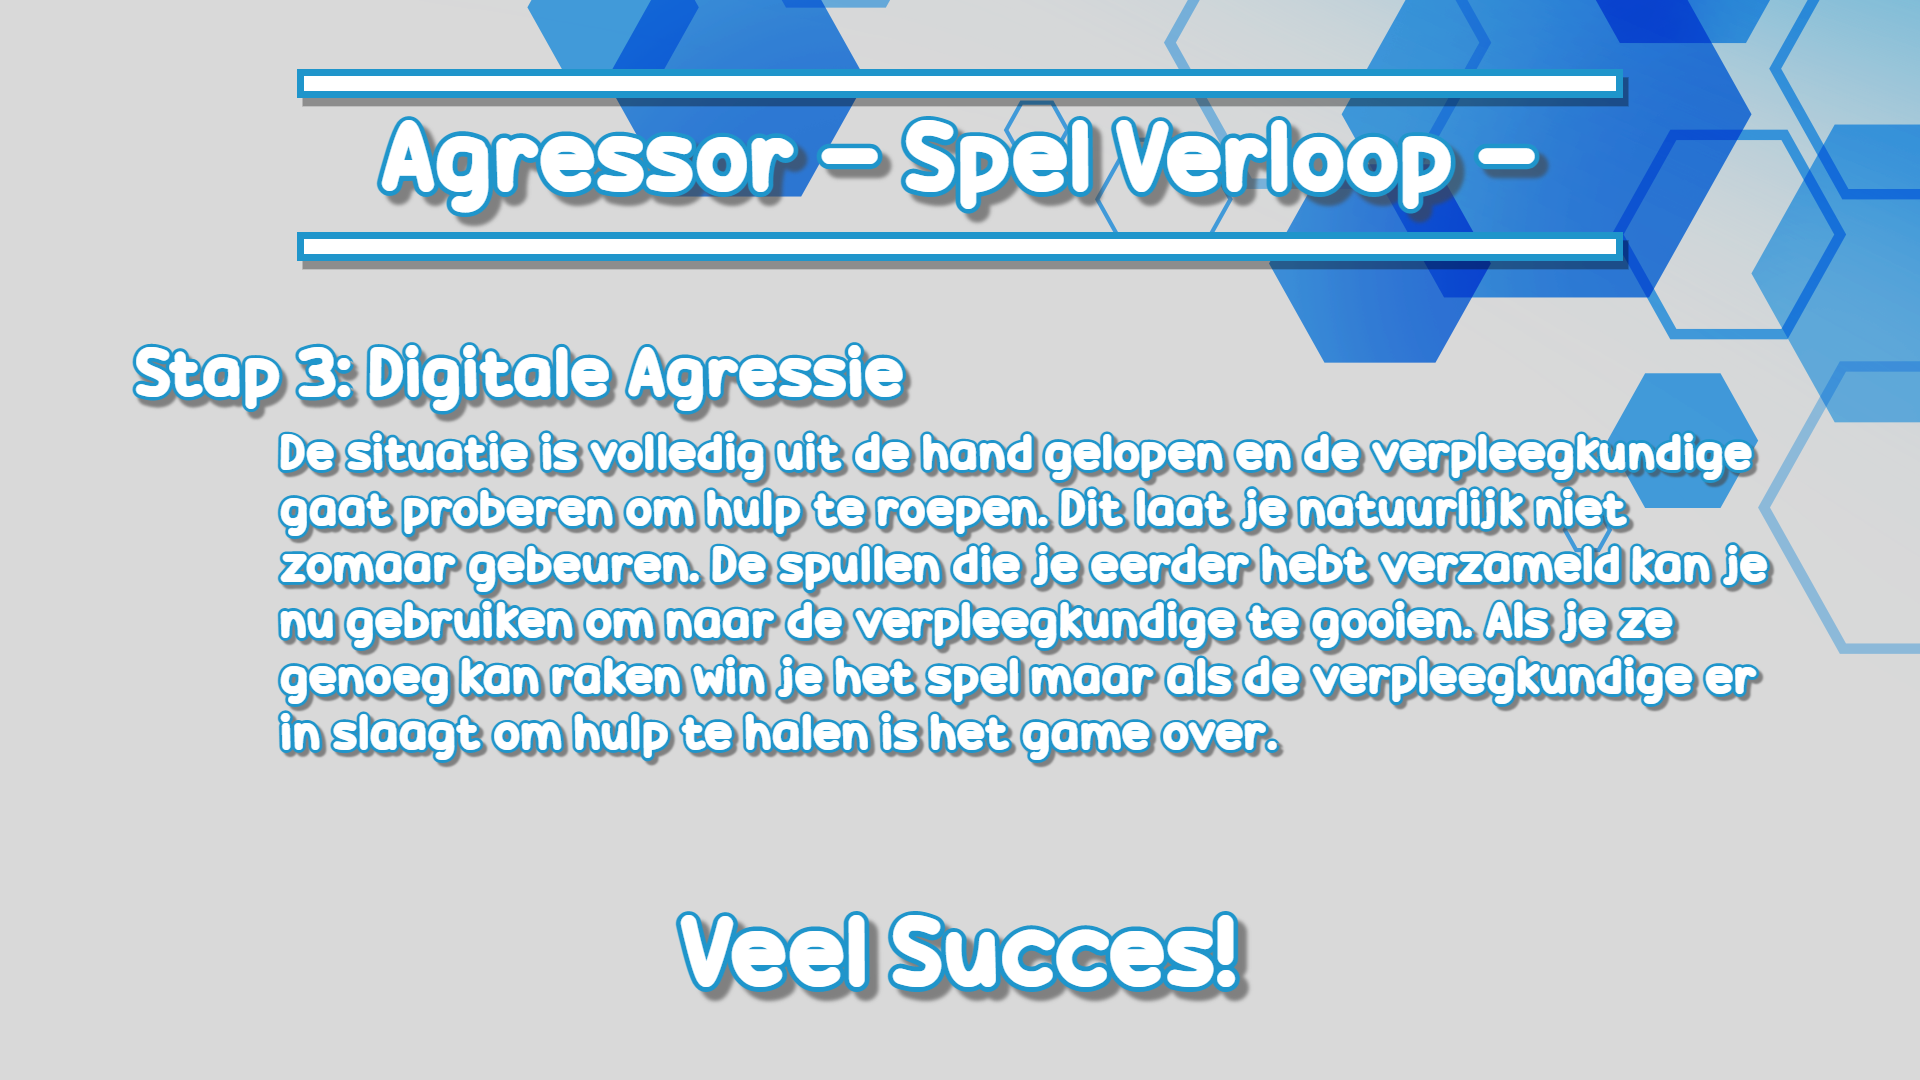 Agressor – Spel Verloop –
Stap 3: Digitale Agressie
De situatie is volledig uit de hand gelopen en de verpleegkundige
gaat proberen om hulp te roepen. Dit laat je natuurlijk niet
zomaar gebeuren. De spullen die je eerder hebt verzameld kan je
nu gebruiken om naar de verpleegkundige te gooien. Als je ze
genoeg kan raken win je het spel maar als de verpleegkundige er
in slaagt om hulp te halen is het game over.
Veel Succes!